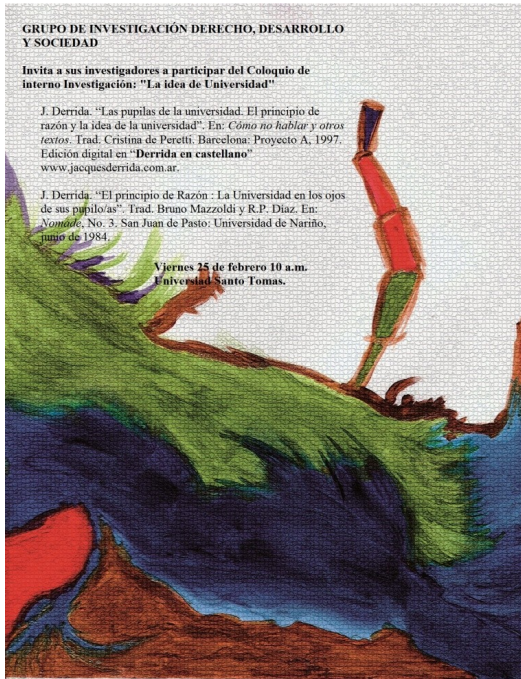 GRUPO DE INVESTIGACIÓN DERECHO, DESARROLLO
Y SOCIEDAD
Invita a sus investigadores a participar del Coloquio de
interno Investigación: "La idea de Universidad"
J. Derrida. “Las pupilas de la universidad. El principio de
razón y la idea de la universidad”. En: Cómo no hablar y otros
textos. Trad. Cristina de Peretti. Barcelona: Proyecto A, 1997.
Edición digital en “Derrida en castellano”
www.jacquesderrida.com.ar.
J. Derrida. “El principio de Razón : La Universidad en los ojos
de sus pupilo/as”. Trad. Bruno Mazzoldi y R.P. Díaz. En:
Nomade, No. 3. San Juan de Pasto: Universidad de Nariño,
junio de 1984.
Viernes 25 de febrero 10 a.m.
Universiad Santo Tomas.